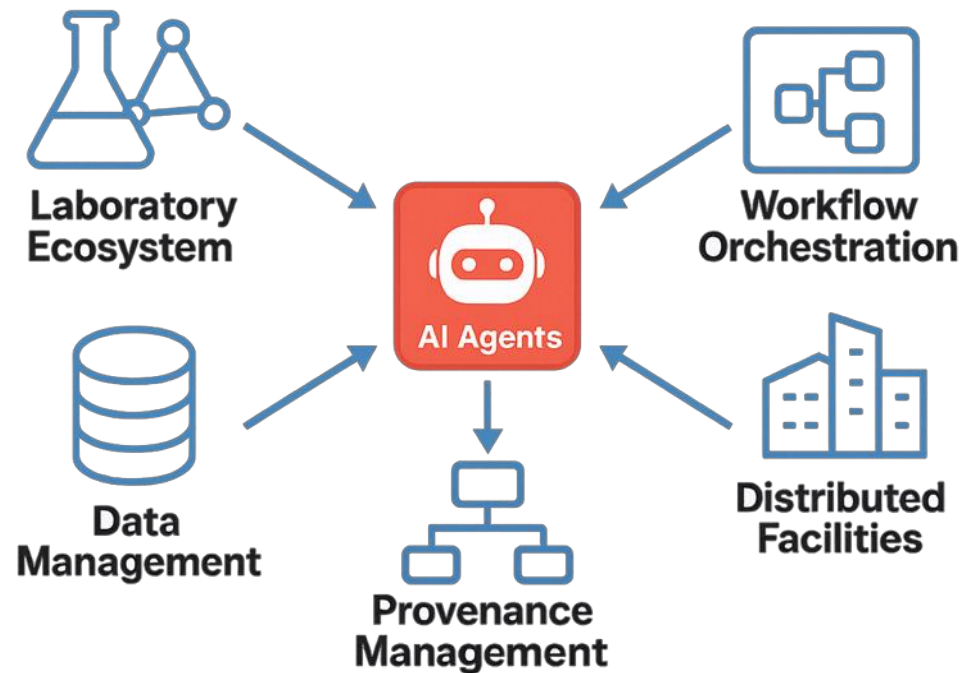 Laboratory
Ecosystem
Workflow
Orchestration
AI Agents
Data
Management
Distributed
Facilities
Provenance
Management